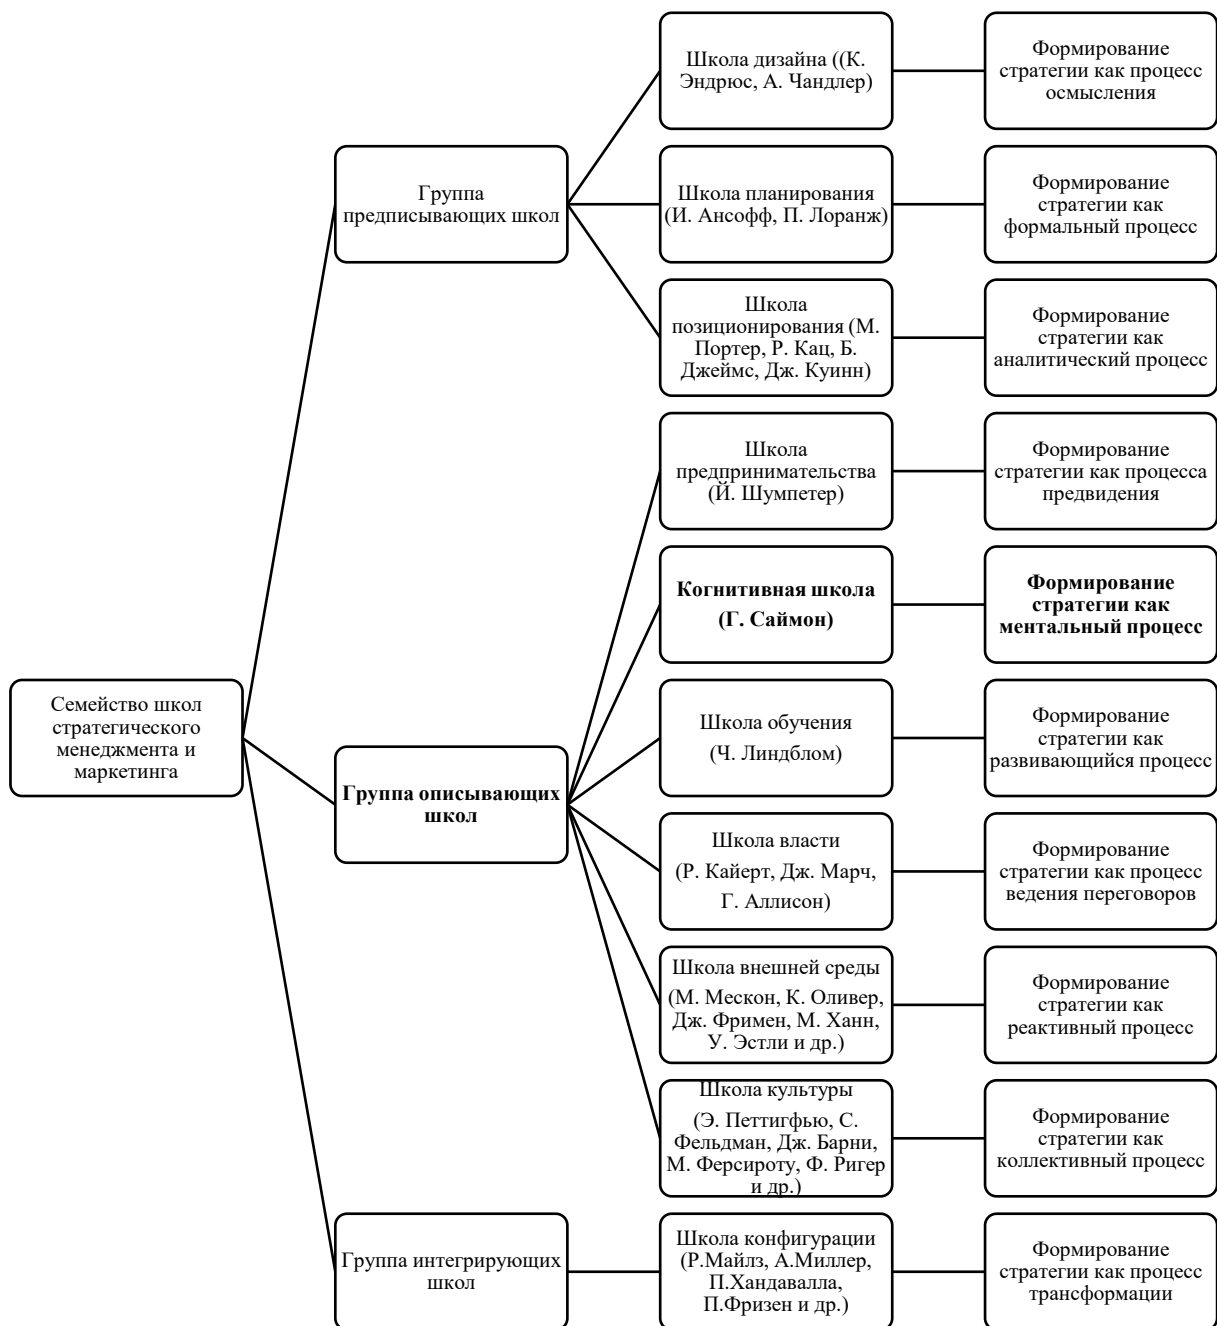 Семейство школ
стратегического
менеджмента и
маркетинга
Группа
предписывающих школ
Школа дизайна ((К.
Эндрюс, А. Чандлер)
Формирование
стратегии как процесс
осмысления
Школа планирования
(И. Ансофф, П. Лоранж)
Формирование
стратегии как
формальный процесс
Школа
позиционирования (М.
Портер, Р. Кац, Б.
Джеймс, Дж. Куинн)
Формирование
стратегии как
аналитический процесс
Группа описывающих
школ
Школа
предпринимательства
(Й. Шумпетер)
Формирование
стратегии как процесса
предвидения
Когнитивная школа
(Г. Саймон)
Формирование
стратегии как
ментальный процесс
Школа обучения
(Ч. Линдблом)
Формирование
стратегии как
развивающийся процесс
Школа власти
(Р. Кайерт, Дж. Марч,
Г. Аллисон)
Формирование
стратегии как процесс
ведения переговоров
Школа внешней среды
(М. Мескон, К. Оливер,
Дж. Фримен, М. Ханн,
У. Эстли и др.)
Формирование
стратегии как
реактивный процесс
Школа культуры
(Э. Петтигфью, С.
Фельдман, Дж. Барни,
М. Ферсироту, Ф. Ригер
и др.)
Формирование
стратегии как
коллективный процесс
Группа интегрирующих
школ
Школа конфигурации
(Р.Майлз, А.Миллер,
П.Хандавалла,
П.Фризен и др.)
Формирование
стратегии как процесс
трансформации